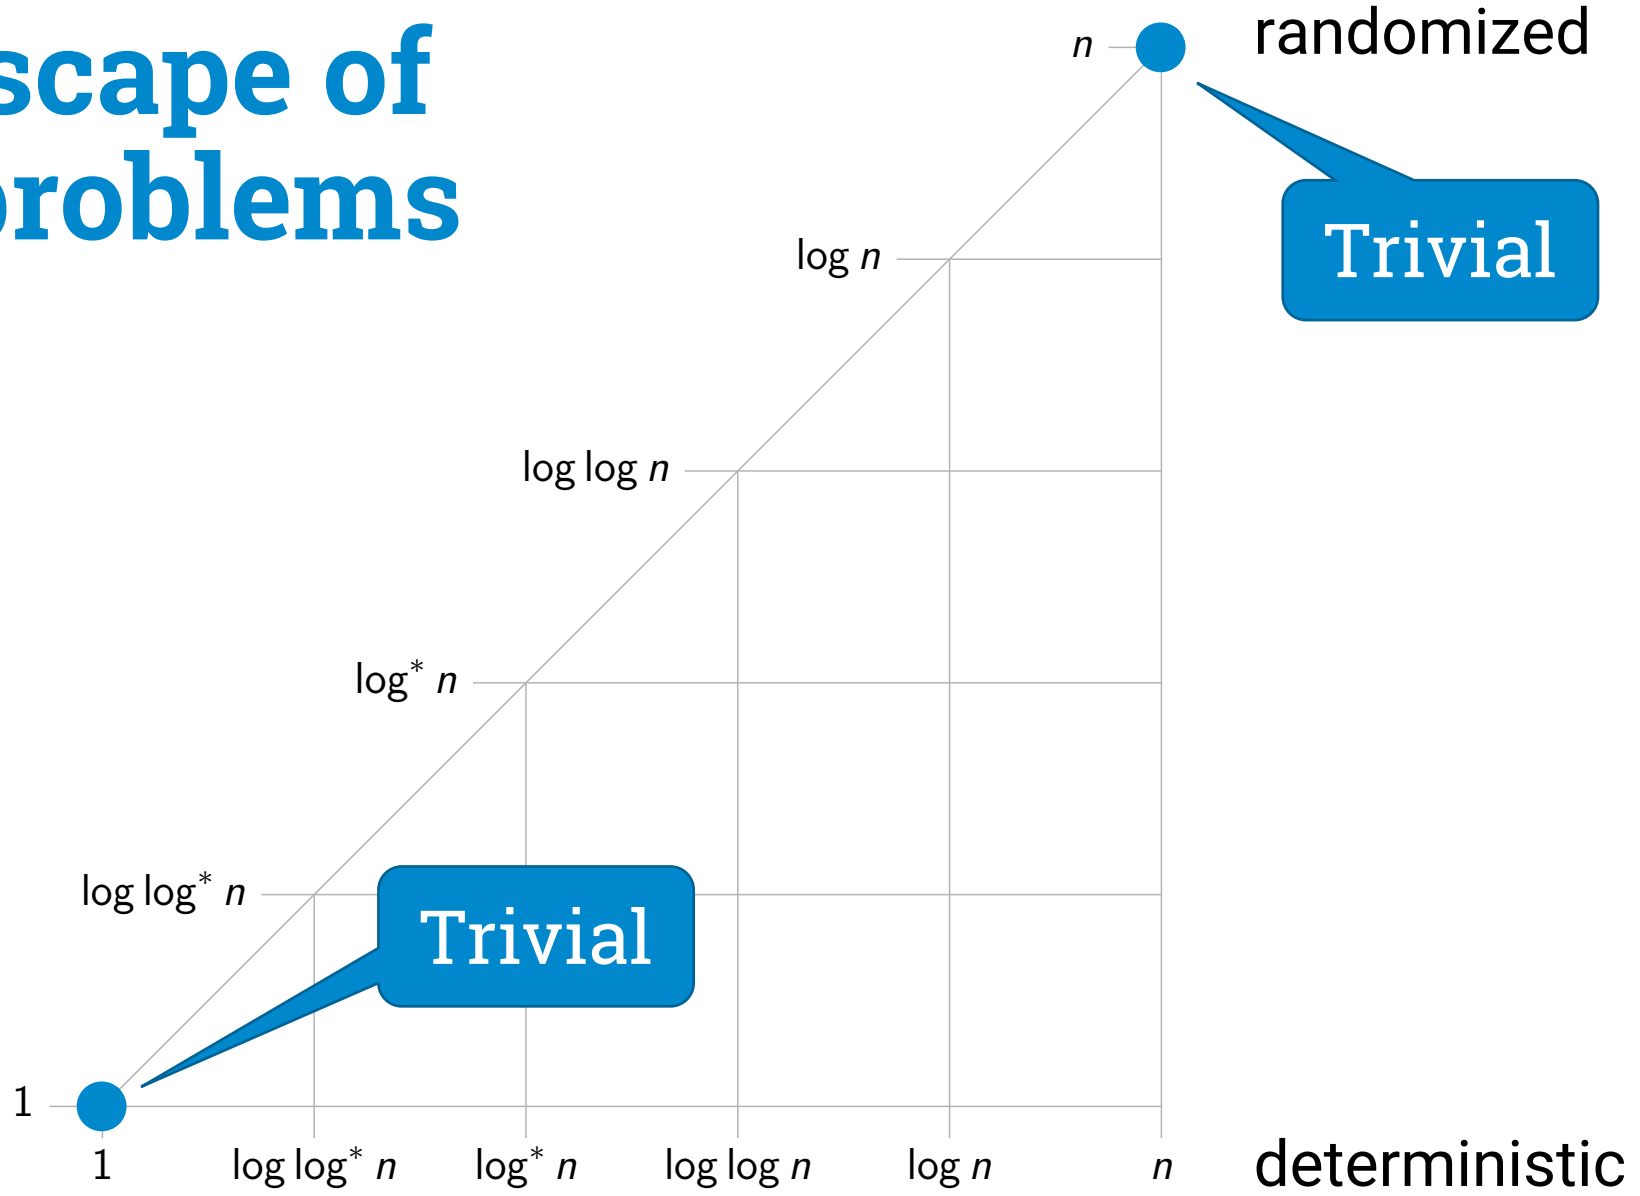 scape of
problems
n
randomized
Trivial
log n
log log n
log* n
log log* n
Trivial
1
1
log log* n
log* n
log log n
log n
n
deterministic